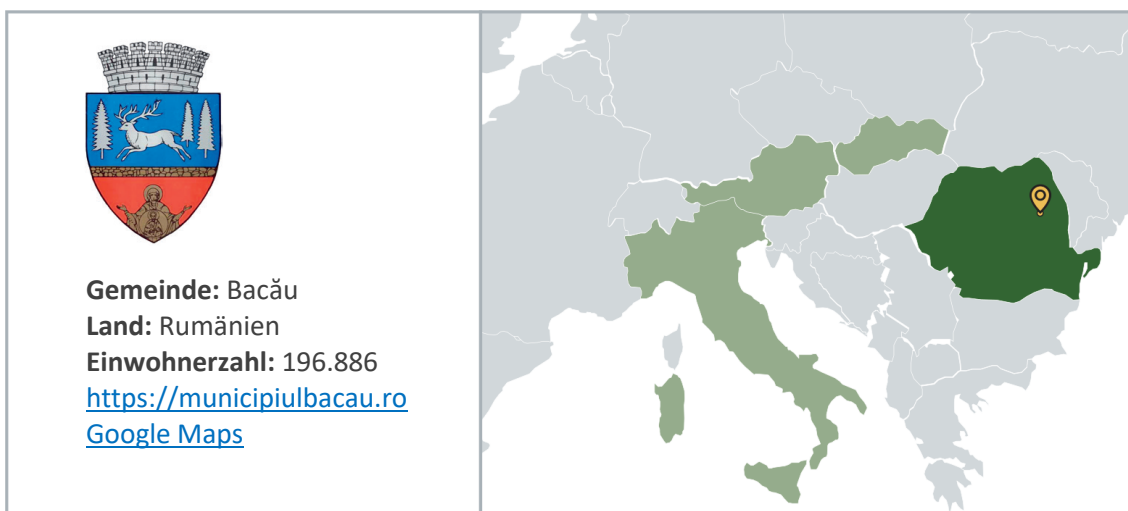 Gemeinde: Bacău
Land: Rumänien
Einwohnerzahl: 196.886
https://municipiulbacau.ro
Google Maps